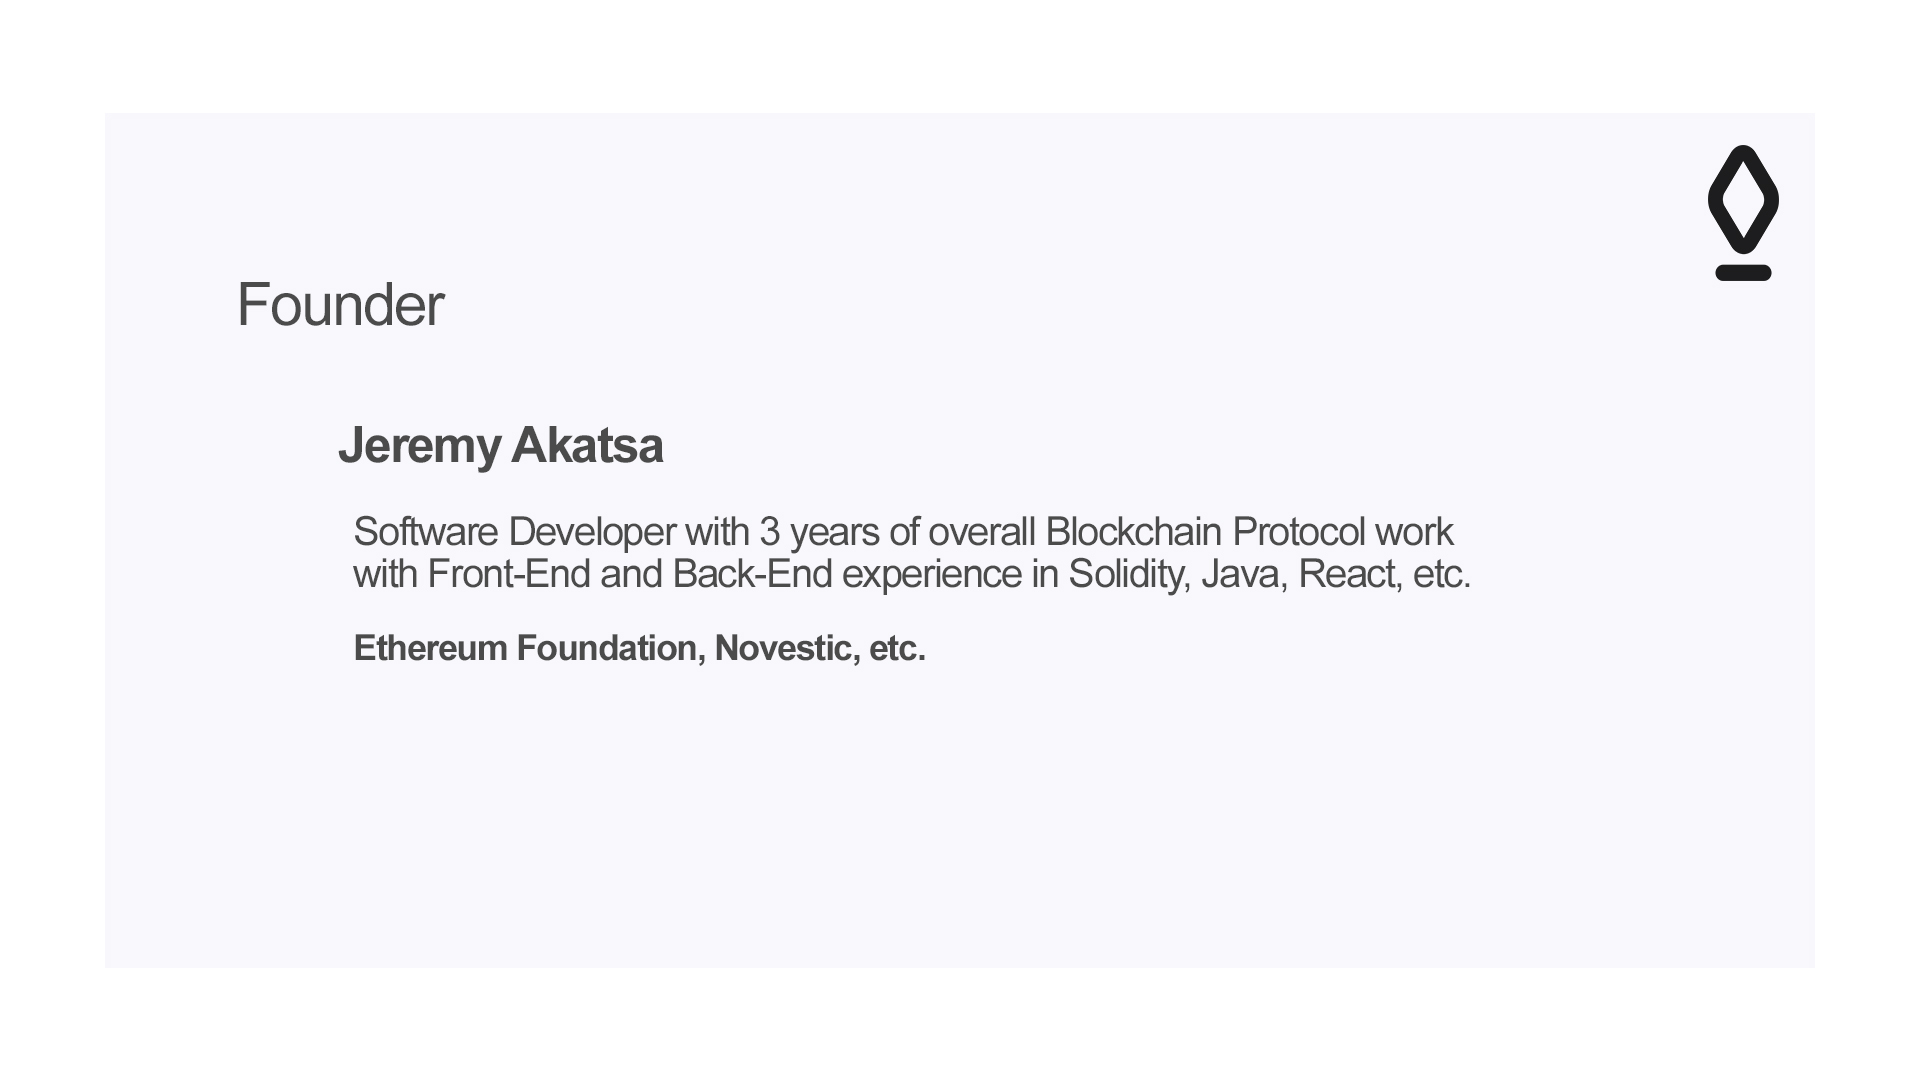 Founder
Jeremy Akatsa
Software Developer with 3 years of overall Blockchain Protocol work
with Front-End and Back-End experience in Solidity, Java, React, etc.
Ethereum Foundation, Novestic, etc.